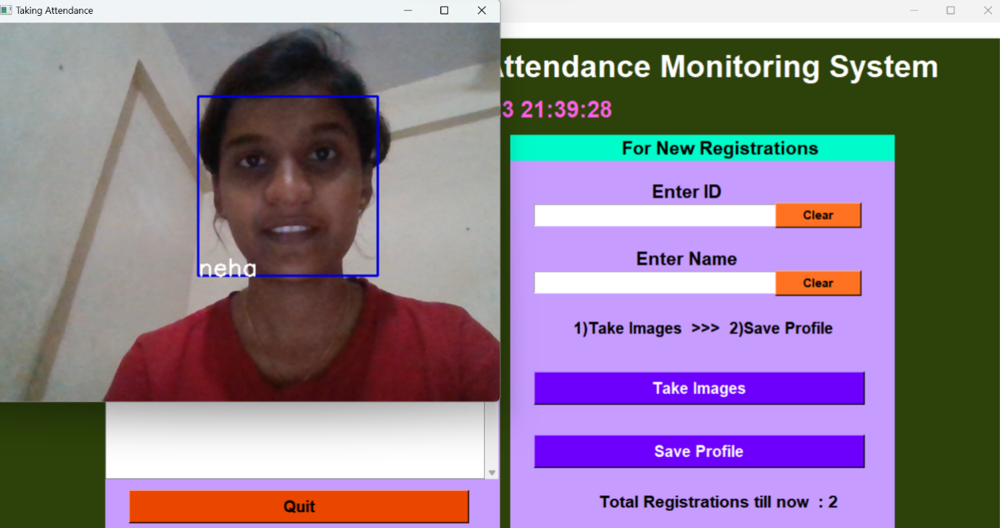 Taking Attendance
ttendance Monitoring System
3 21:39:28
neha
For New Registrations
Enter ID
Clear
Enter Name
Clear
1)Take Images >>> 2)Save Profile
Take Images
Save Profile
Total Registrations till now : 2
Quit